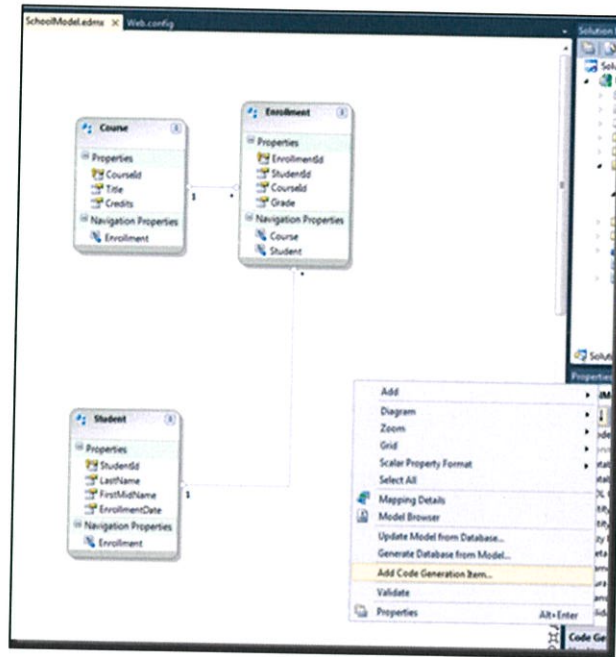 SchoolModel.edmx X Web.config
Solution
Course
Properties
CourseId
Title
Credits
Navigation Properties
Enrollment
1
*
Enrollment
Properties
EnrollmentId
StudentId
CourseId
Grade
Navigation Properties
Course
Student
*
Student
Properties
StudentId
LastName
FirstMidName
EnrollmentDate
Navigation Properties
Enrollment
1
Solut
Properties
Add
Diagram
Zoom
Grid
Scalar Property Format
Select All
Mapping Details
Model Browser
Update Model from Database...
Generate Database from Model...
Add Code Generation Item...
Validate
Properties Alt+Enter
Code Ge